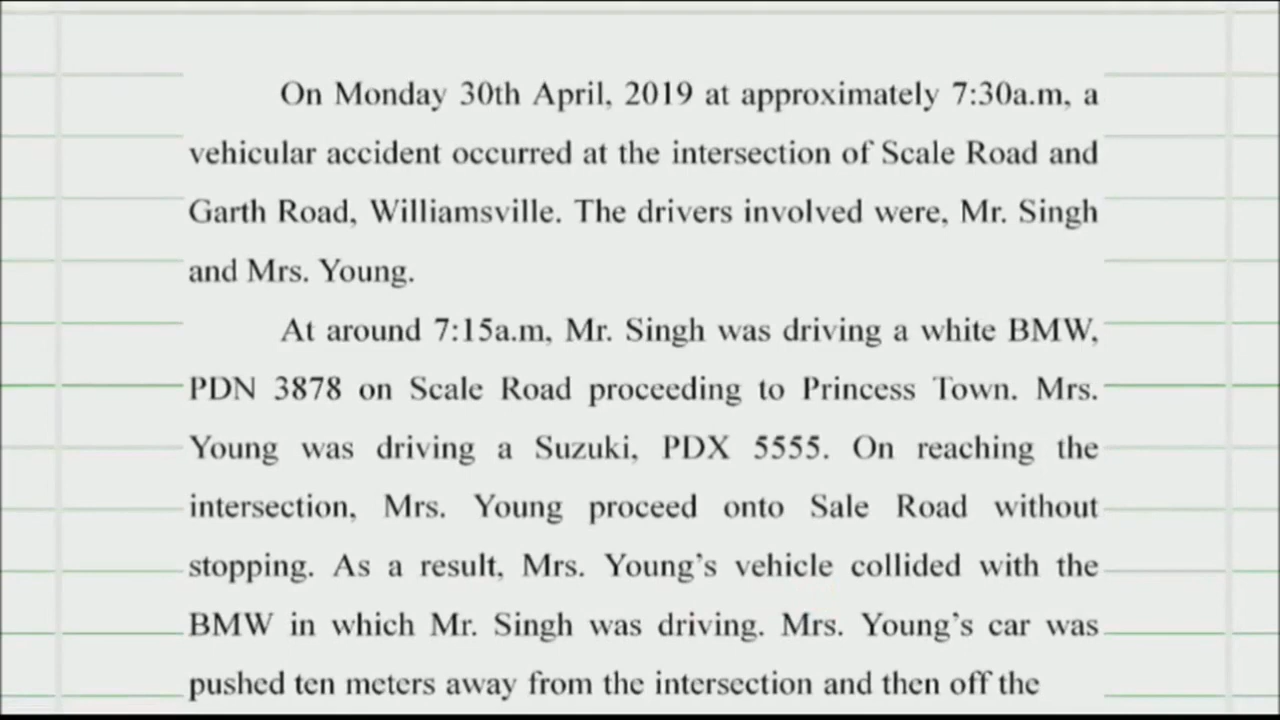 On Monday 30th April, 2019 at approximately 7:30a.m, a
vehicular accident occurred at the intersection of Scale Road and
Garth Road, Williamsville. The drivers involved were, Mr. Singh
and Mrs. Young.
At around 7:15a.m, Mr. Singh was driving a white BMW,
PDN 3878 on Scale Road proceeding to Princess Town. Mrs.
Young was driving a Suzuki, PDX 5555. On reaching the
intersection, Mrs. Young proceed onto Sale Road without
stopping. As a result, Mrs. Young’s vehicle collided with the
BMW in which Mr. Singh was driving. Mrs. Young’s car was
pushed ten meters away from the intersection and then off the